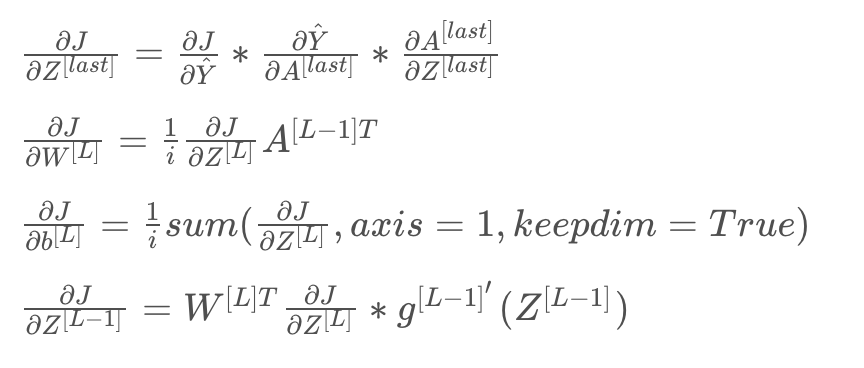 ∂J/∂Z^[last] = ∂J/∂Ŷ * ∂Ŷ/∂A^[last] * ∂A^[last]/∂Z^[last]
∂J/∂W^[L] = 1/i ∂J/∂Z^[L] A^[L−1]T
∂J/∂b^[L] = 1/i sum(∂J/∂Z^[L], axis = 1, keepdim = True)
∂J/∂Z^[L−1] = W^[L]T ∂J/∂Z^[L] * g^[L−1]′(Z^[L−1])